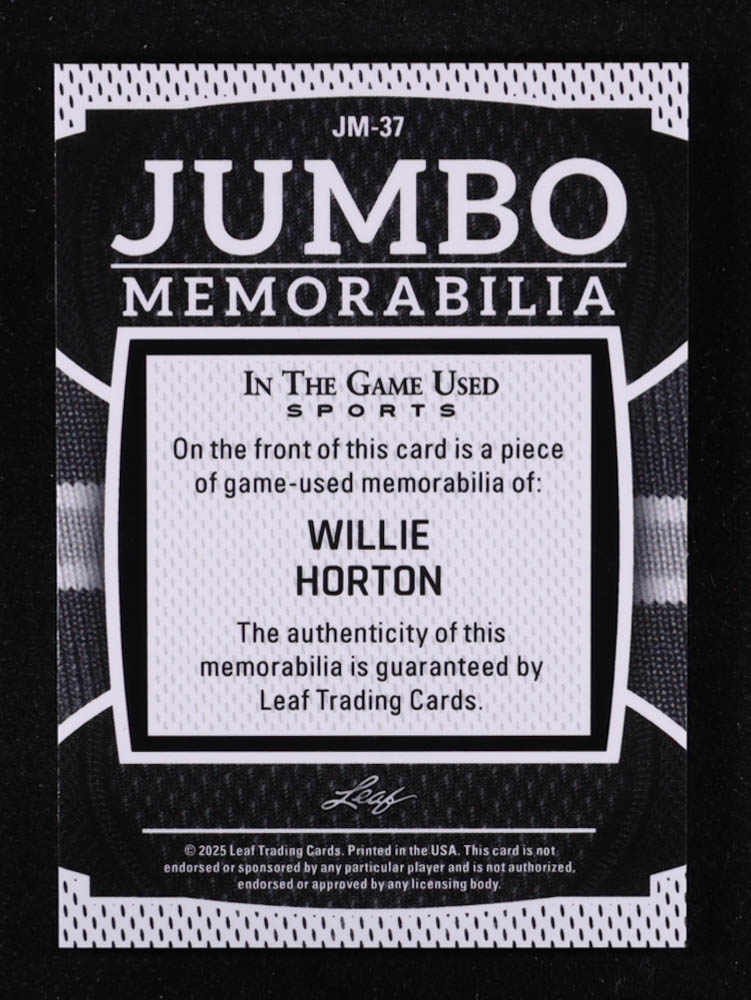 JM-37
JUMBO
MEMORABILIA
IN THE GAME USED
SPORTS
On the front of this card is a piece
of game-used memorabilia of:
WILLIE
HORTON
The authenticity of this
memorabilia is guaranteed by
Leaf Trading Cards.
Leaf
© 2025 Leaf Trading Cards. Printed in the USA. This card is not
endorsed or sponsored by any particular player and is not authorized,
endorsed or approved by any licensing body.